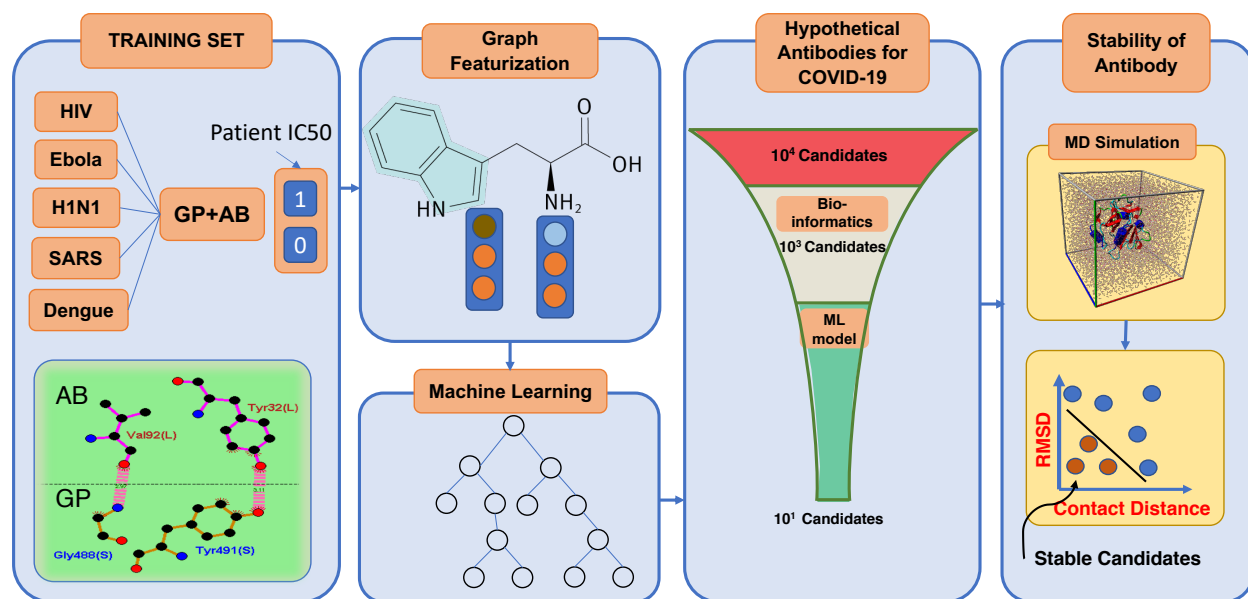 TRAINING SET
HIV
Ebola
H1N1
SARS
Dengue
GP+AB
Patient IC50
1
0
AB
Val92(L)
Tyr32(L)
GP
Gly488(S)
Tyr491(S)
Graph
Featurization
O
OH
NH2
HN
Machine Learning
Hypothetical
Antibodies for
COVID-19
10⁴ Candidates
Bio-
informatics
10³ Candidates
ML
model
10¹ Candidates
Stability of
Antibody
MD Simulation
RMSD
Contact Distance
Stable Candidates